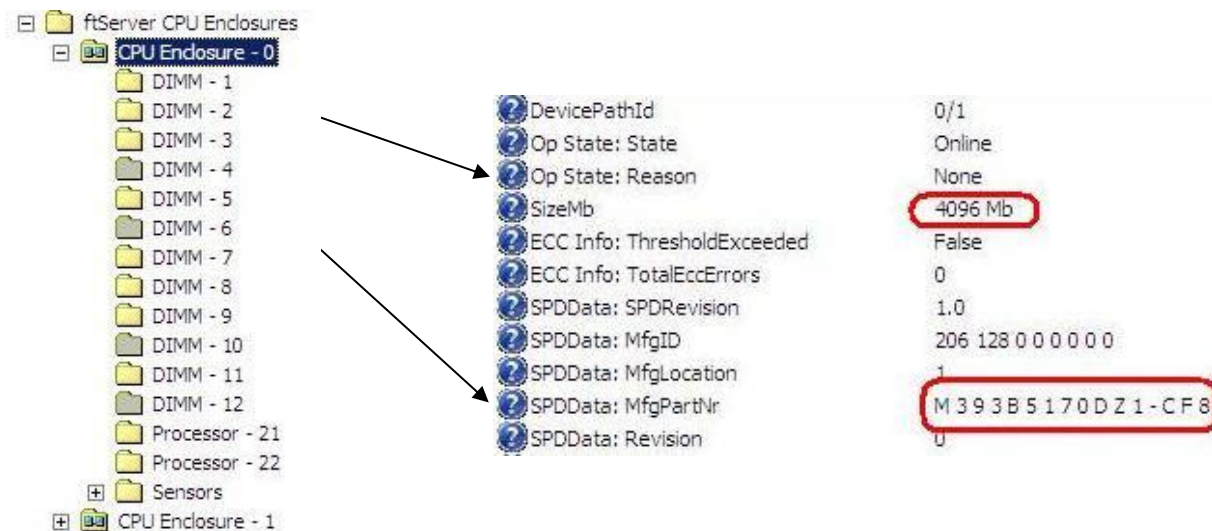 ftServer CPU Enclosures
CPU Enclosure - 0
DIMM - 1
DIMM - 2
DIMM - 3
DIMM - 4
DIMM - 5
DIMM - 6
DIMM - 7
DIMM - 8
DIMM - 9
DIMM - 10
DIMM - 11
DIMM - 12
Processor - 21
Processor - 22
Sensors
CPU Enclosure - 1
DevicePathId 0/1
Op State: State Online
Op State: Reason None
SizeMb 4096 Mb
ECC Info: ThresholdExceeded False
ECC Info: TotalEccErrors 0
SPDData: SPDRevision 1.0
SPDData: MfgID 206 128 0 0 0 0 0 0
SPDData: MfgLocation 1
SPDData: MfgPartNr M 3 9 3 B 5 1 7 0 D Z 1 - C F 8
SPDData: Revision 0